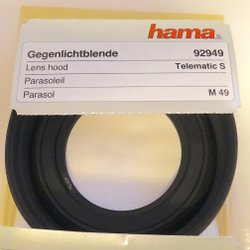 hama
Gegenlichtblende 92949
Lens hood Telematic S
Parasoleil
Parasol M 49